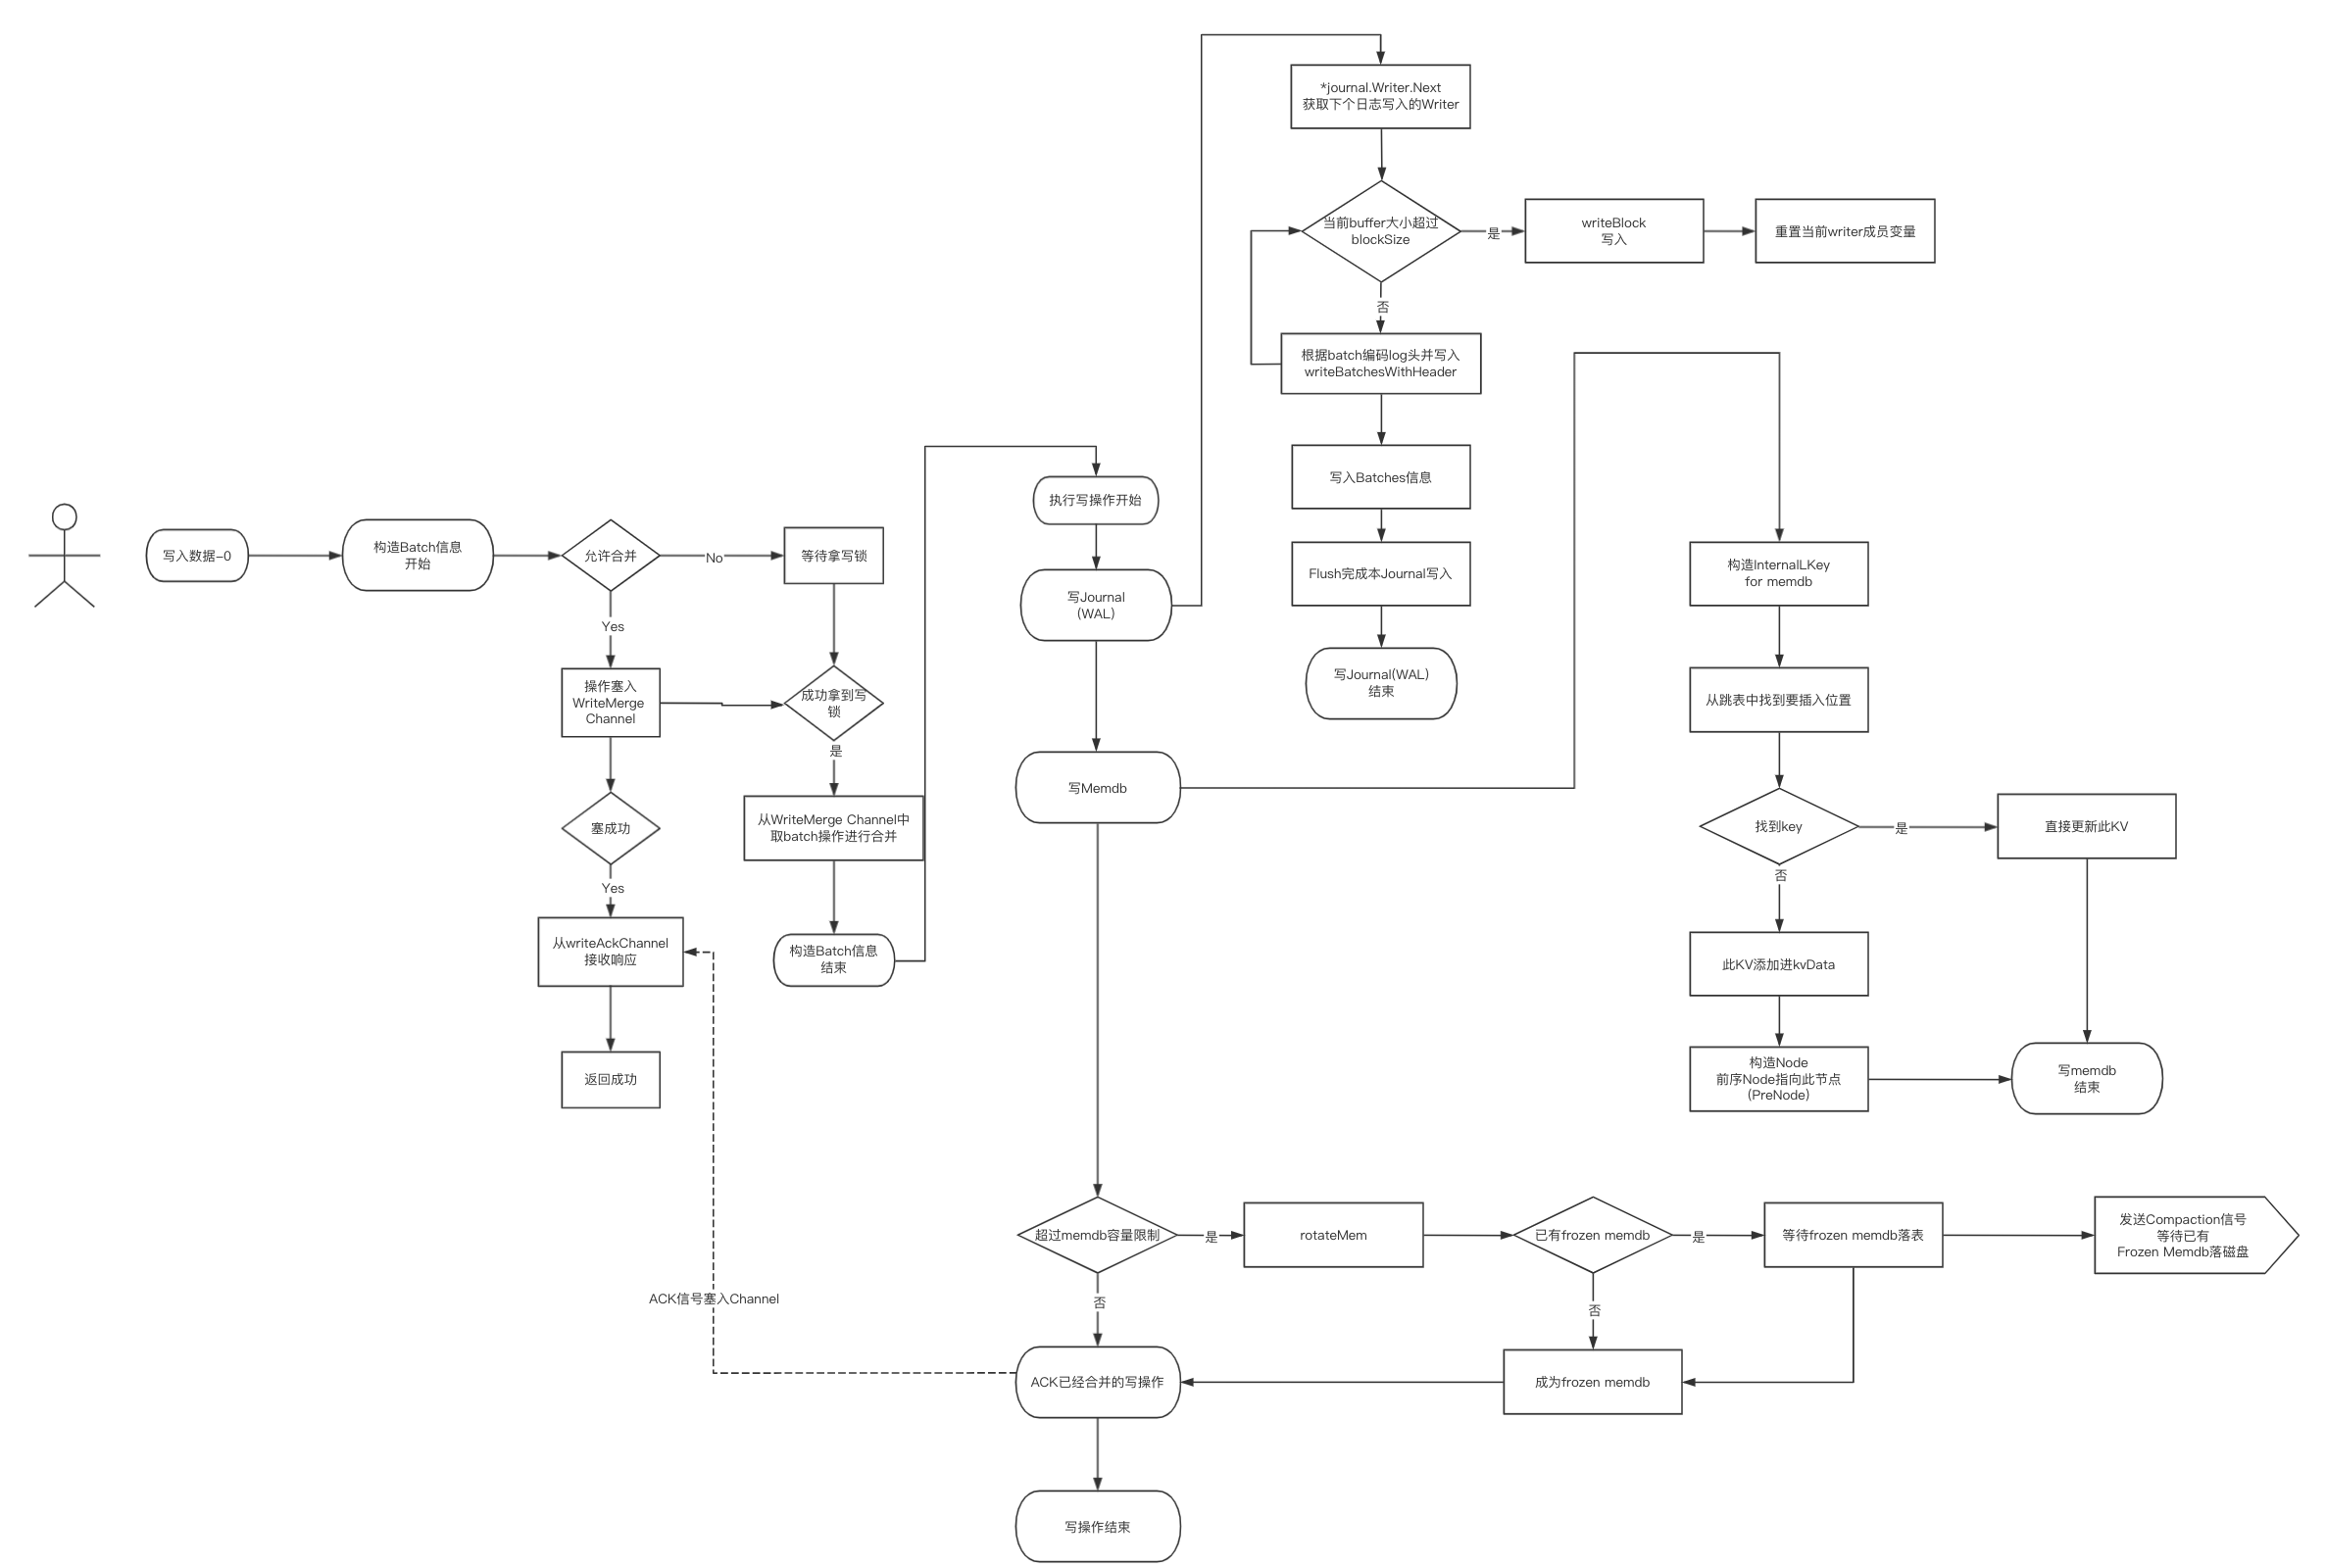 *journal.Writer.Next
获取下个日志写入的Writer
当前buffer大小超过
blockSize
是
writeBlock
写入
重置当前writer成员变量
否
根据batch编码log头并写入
writeBatchesWithHeader
写入Batches信息
Flush完成本Journal写入
写Journal(WAL)
结束
写入数据-0
构造Batch信息
开始
允许合并
No
等待拿写锁
Yes
操作塞入
WriteMerge
Channel
成功拿到写
锁
是
塞成功
从WriteMerge Channel中
取batch操作进行合并
Yes
从writeAckChannel
接收响应
构造Batch信息
结束
返回成功
执行写操作开始
写Journal
(WAL)
写Memdb
构造InternalLKey
for memdb
从跳表中找到要插入位置
找到key
是
直接更新此KV
否
此KV添加进kvData
构造Node
前序Node指向此节点
(PreNode)
写memdb
结束
超过memdb容量限制
是
rotateMem
已有frozen memdb
是
等待frozen memdb落表
发送Compaction信号
等待已有
Frozen Memdb落磁盘
否
否
ACK信号塞入Channel
ACK已经合并的写操作
成为frozen memdb
写操作结束